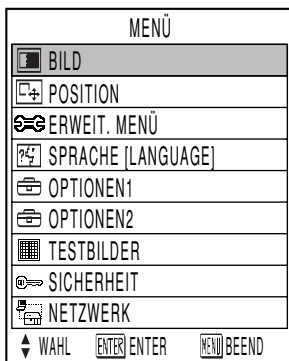 MENÜ
BILD
POSITION
ERWEIT. MENÜ
SPRACHE [LANGUAGE]
OPTIONEN1
OPTIONEN2
TESTBILDER
SICHERHEIT
NETZWERK
WAHL ENTER ENTER MENU BEEND